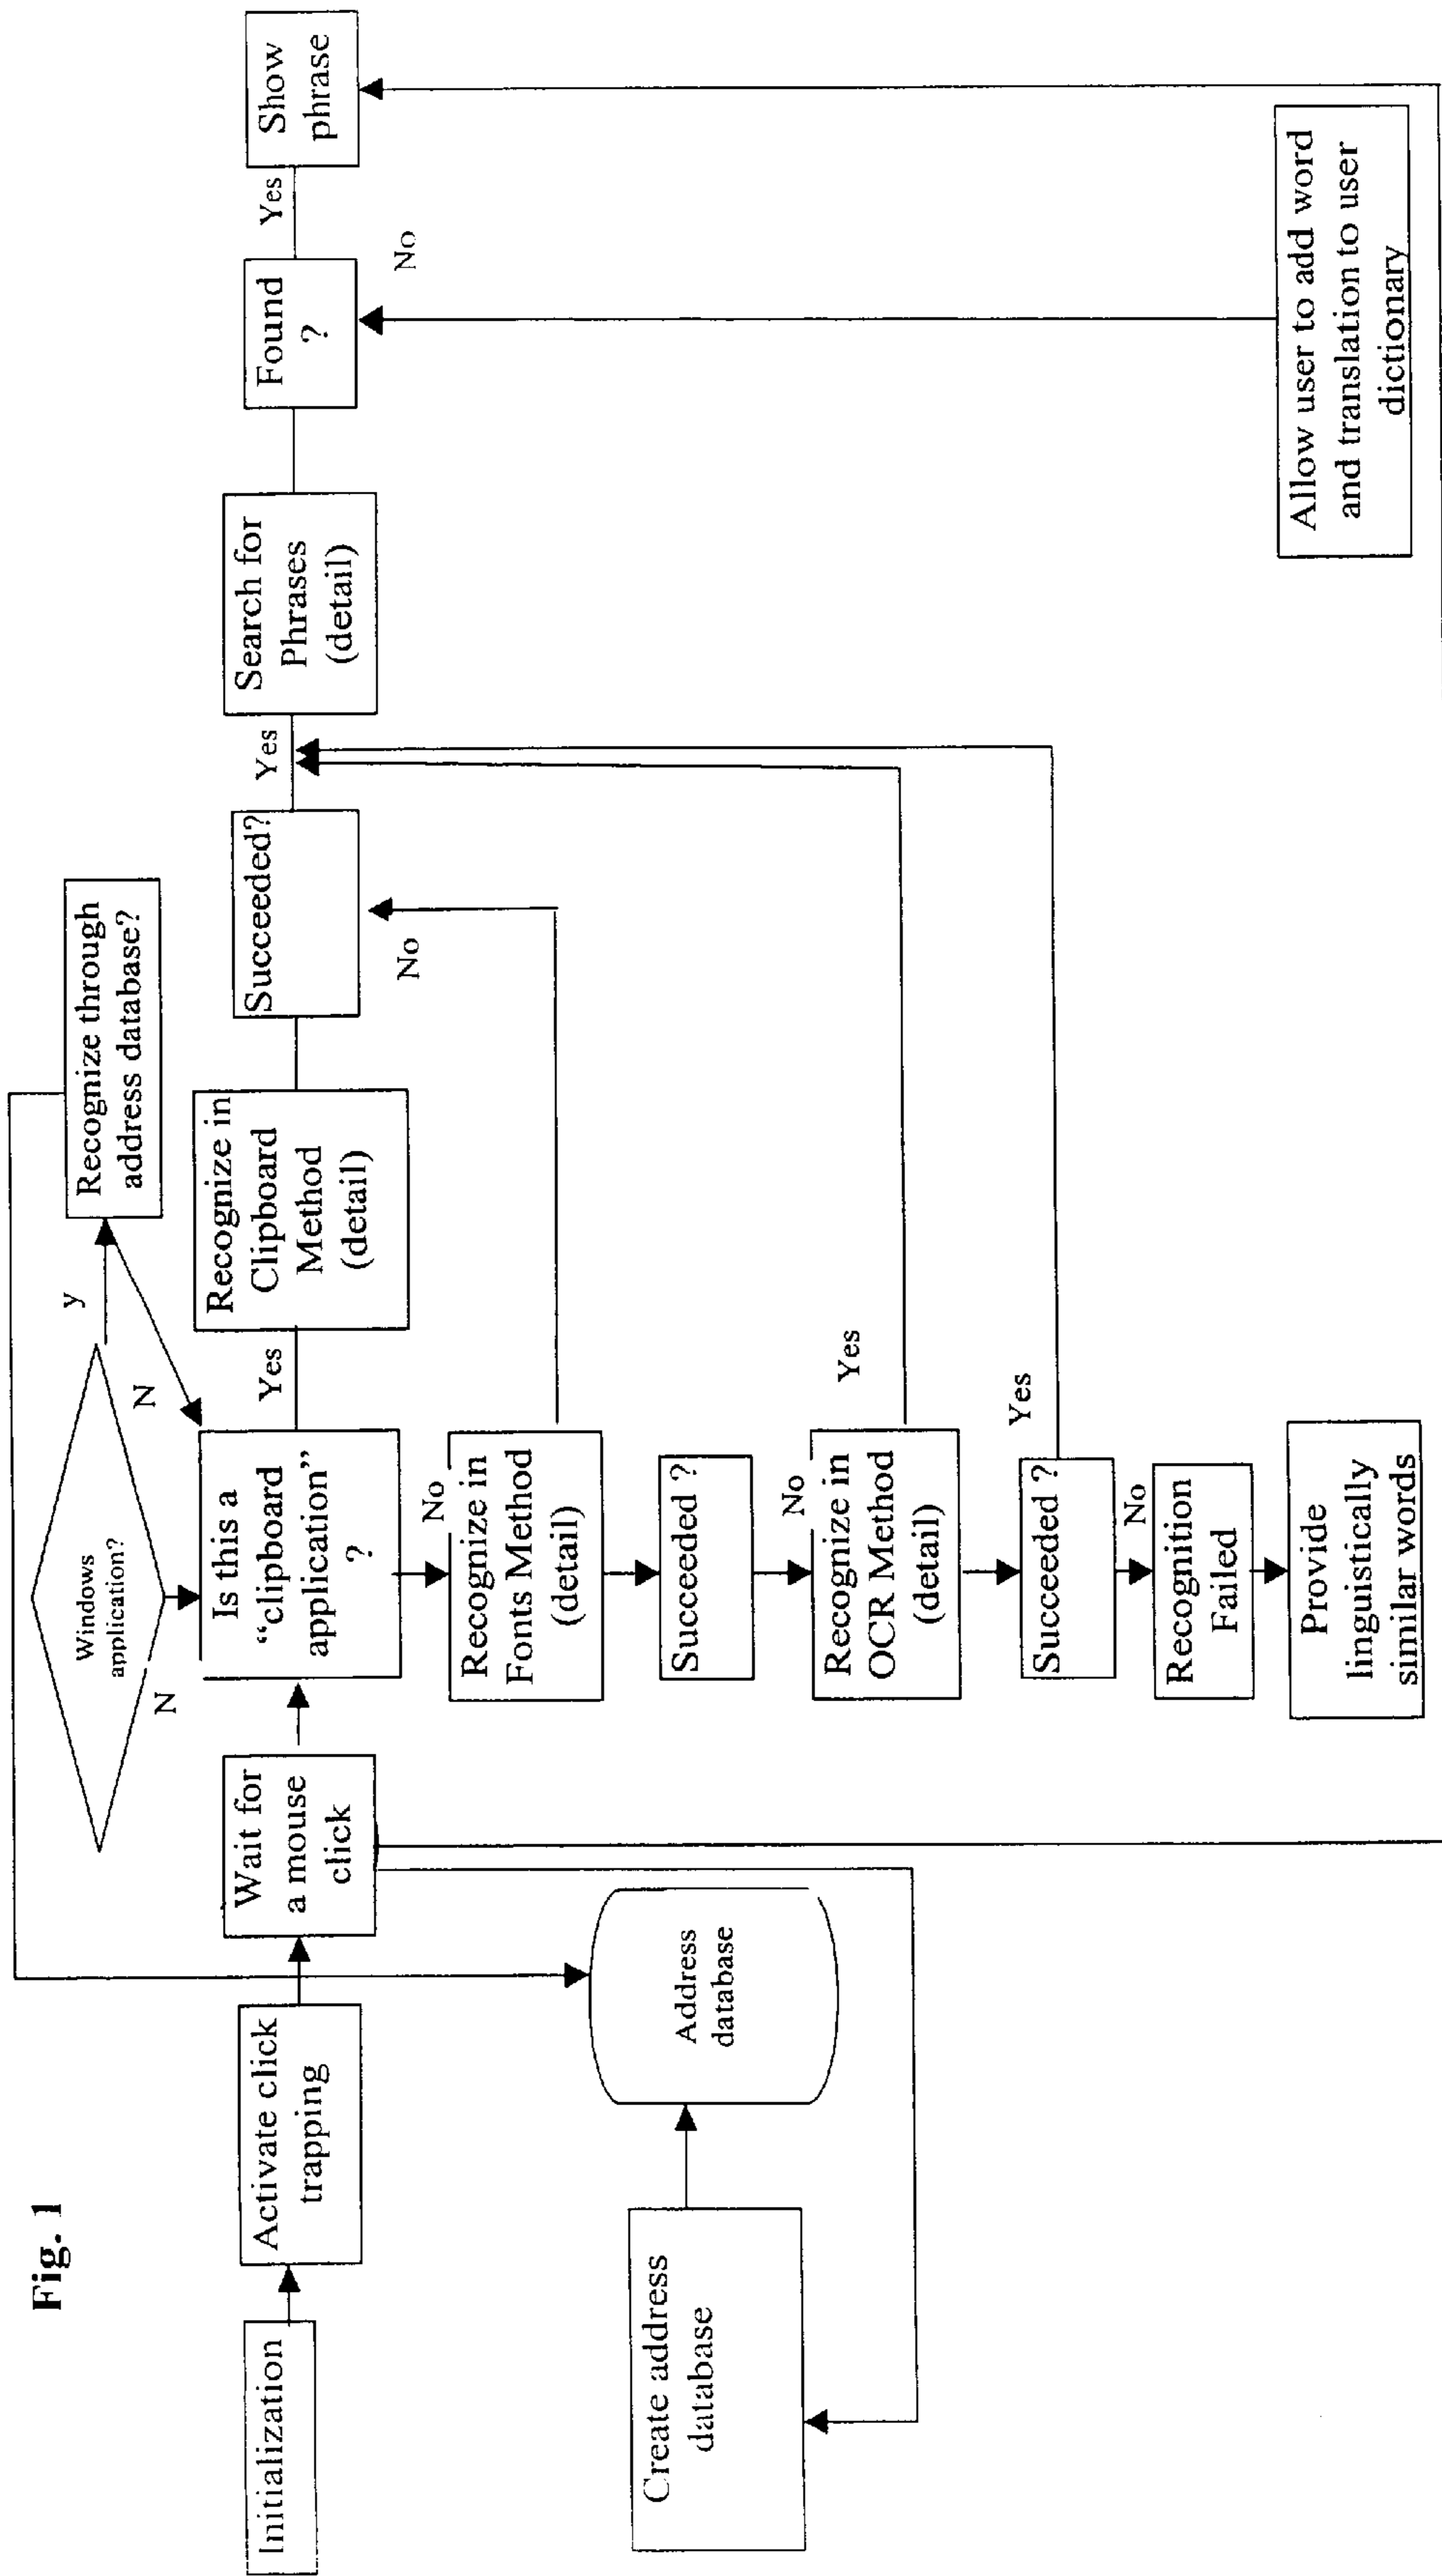 Fig. 1
Windows
application?
N
N
y
Recognize through
address database?
Initialization
Activate click
trapping
Wait for
a mouse
click
Is this a
“clipboard
application”
?
Yes
Recognize in
Clipboard
Method
(detail)
Succeeded?
Yes
Search for
Phrases
(detail)
Found
?
Yes
Show
phrase
No
No
No
Recognize in
Fonts Method
(detail)
Succeeded ?
No
Recognize in
OCR Method
(detail)
Yes
Succeeded ?
Yes
No
Recognition
Failed
Provide
linguistically
similar words
Create address
database
Address
database
Allow user to add word
and translation to user
dictionary